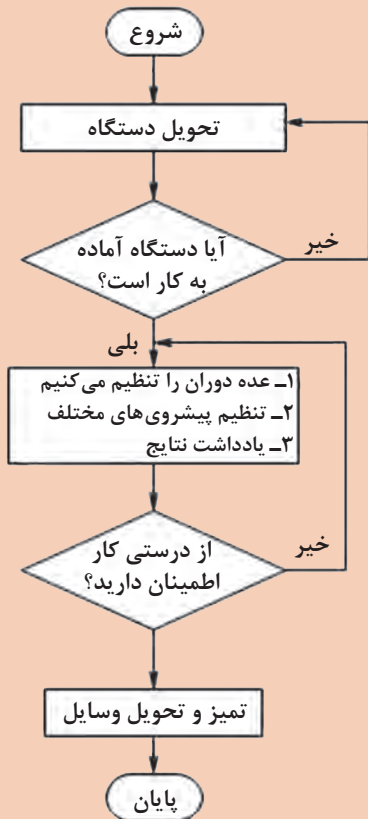 شروع
تحویل دستگاه
آیا دستگاه آماده
به کار است؟
خیر
بلی
۱ـ عده دوران را تنظیم می‌کنیم
۲ـ تنظیم پیشروی‌های مختلف
۳ـ یادداشت نتایج
از درستی کار
اطمینان دارید؟
خیر
تمیز و تحویل وسایل
پایان